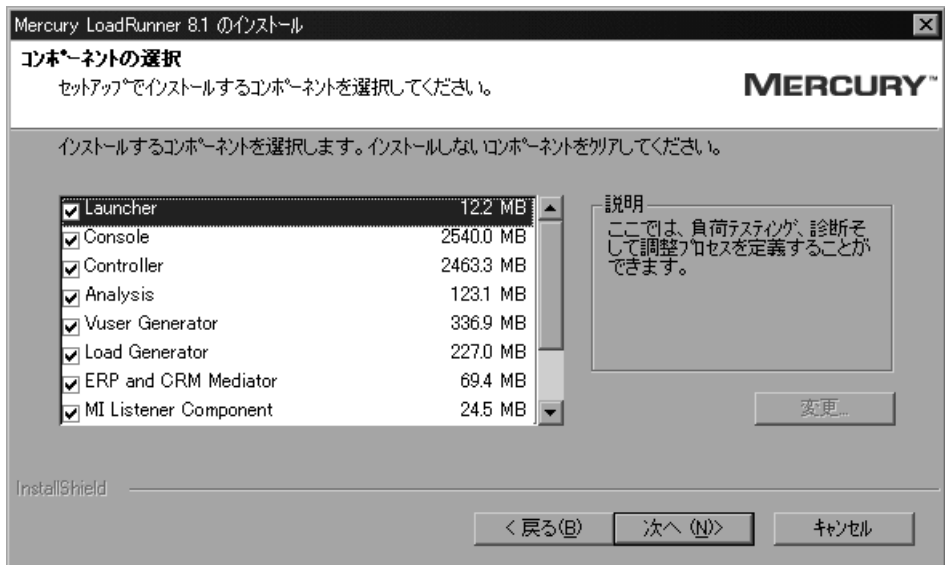 Mercury LoadRunner 8.1 のインストール
コンポーネントの選択
セットアップでインストールするコンポーネントを選択してください。
MERCURY™
インストールするコンポーネントを選択します。インストールしないコンポーネントをクリアしてください。
Launcher 12.2 MB
Console 2540.0 MB
Controller 2463.3 MB
Analysis 123.1 MB
Vuser Generator 336.9 MB
Load Generator 227.0 MB
ERP and CRM Mediator 69.4 MB
MI Listener Component 24.5 MB
説明
ここでは、負荷テスティング、診断そ
して調整プロセスを定義することが
できます。
変更...
InstallShield
< 戻る(B)
次へ (N)>
キャンセル